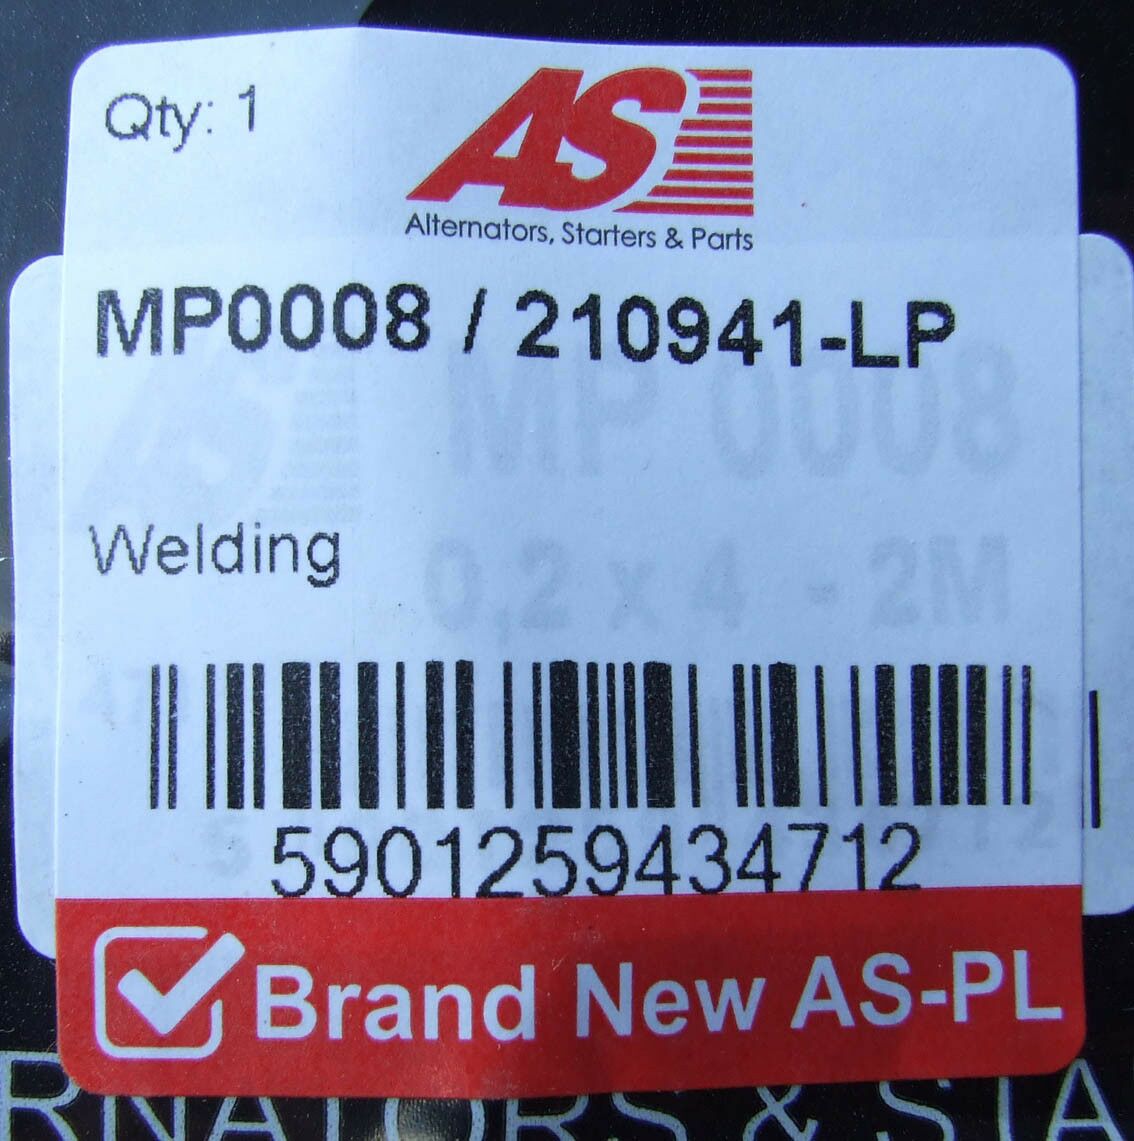 Qty: 1
AS
Alternators, Starters & Parts
MP0008 / 210941-LP
MP 0008
Welding
0,2 x 4 - 2M
5901259434712
Brand New AS-PL
RNATORS & STA